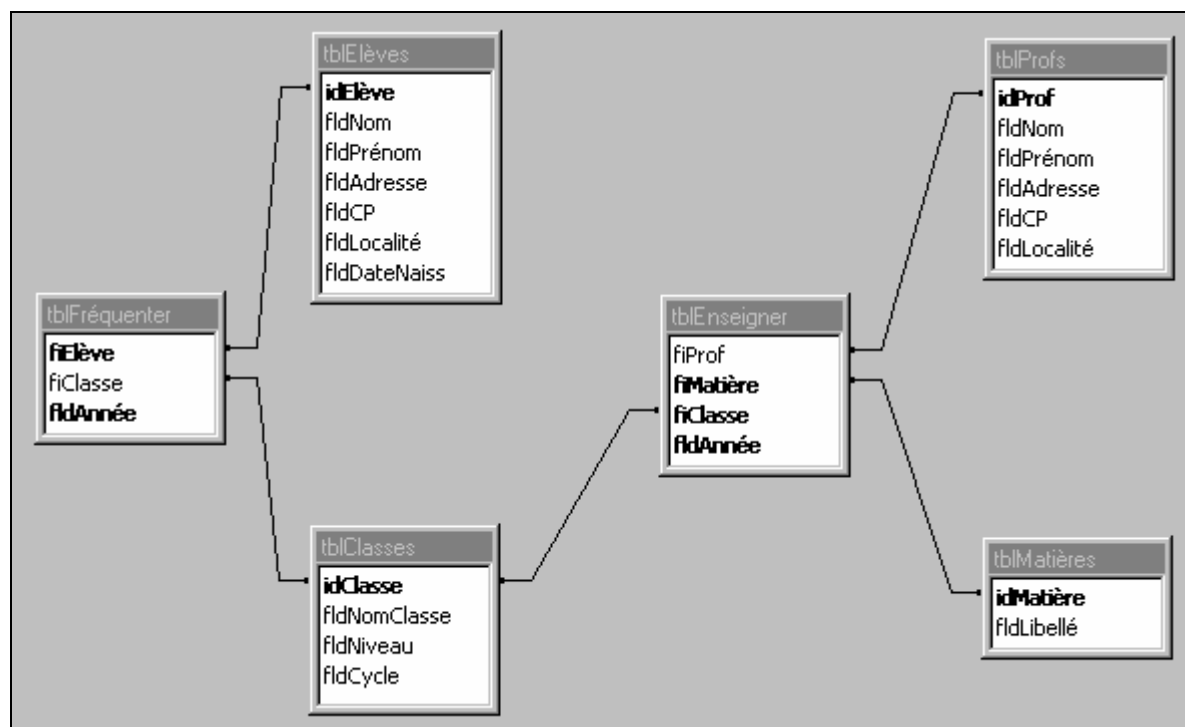 tblElèves
idElève
fldNom
fldPrénom
fldAdresse
fldCP
fldLocalité
fldDateNaiss
tblProfs
idProf
fldNom
fldPrénom
fldAdresse
fldCP
fldLocalité
tblFréquenter
fiElève
fiClasse
fldAnnée
tblEnseigner
fiProf
fiMatière
fiClasse
fldAnnée
tblClasses
idClasse
fldNomClasse
fldNiveau
fldCycle
tblMatières
idMatière
fldLibellé